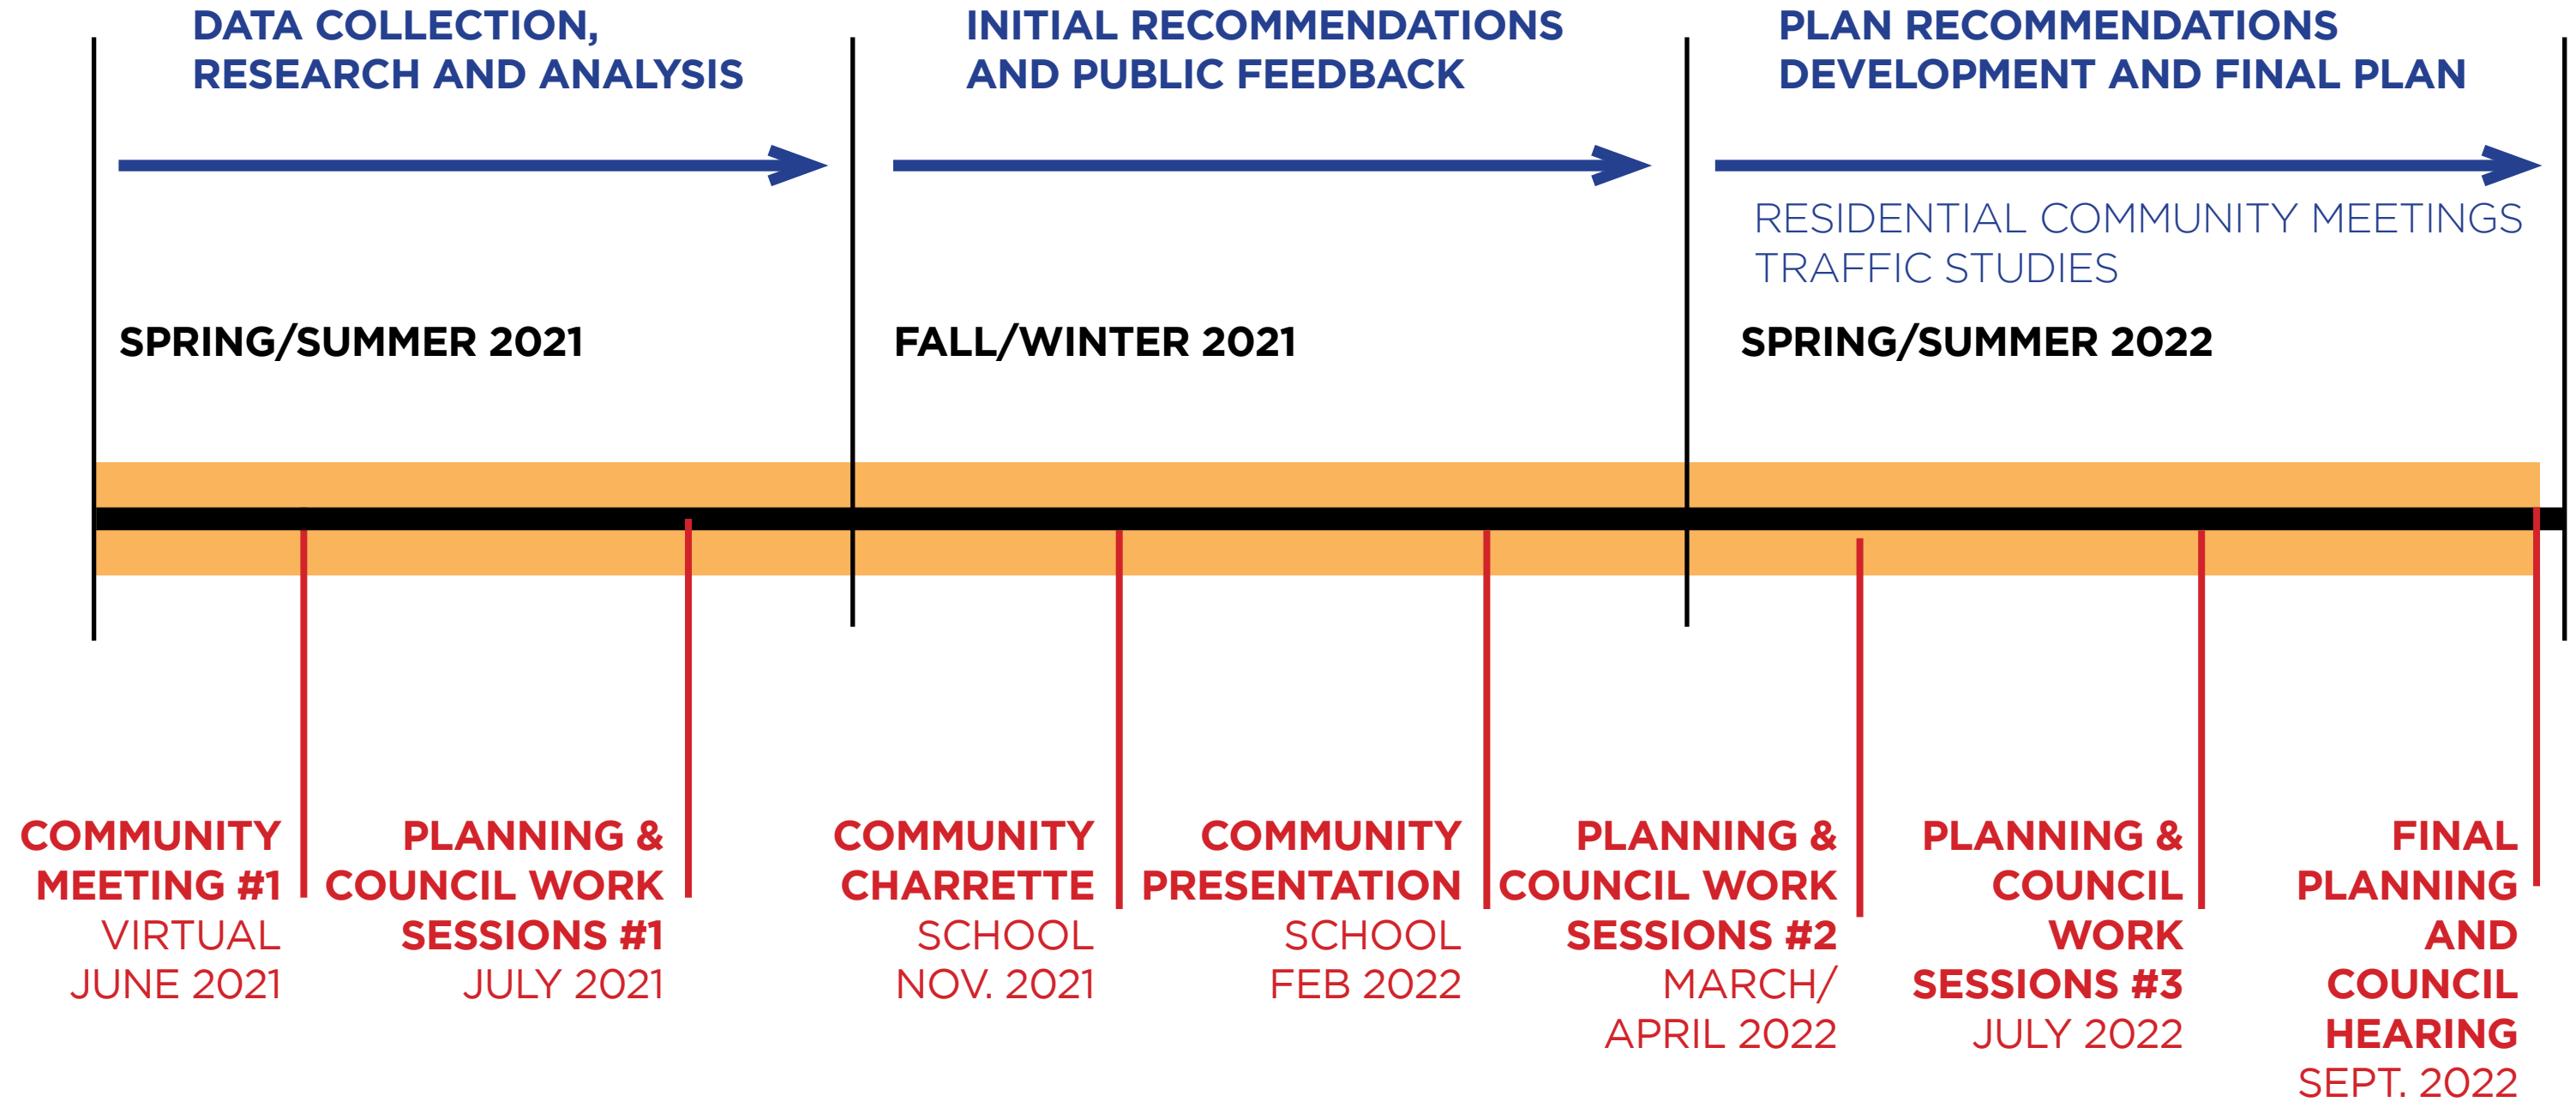 DATA COLLECTION,
RESEARCH AND ANALYSIS
INITIAL RECOMMENDATIONS
AND PUBLIC FEEDBACK
PLAN RECOMMENDATIONS
DEVELOPMENT AND FINAL PLAN
RESIDENTIAL COMMUNITY MEETINGS
TRAFFIC STUDIES
SPRING/SUMMER 2021
FALL/WINTER 2021
SPRING/SUMMER 2022
COMMUNITY
MEETING #1
VIRTUAL
JUNE 2021
PLANNING &
COUNCIL WORK
SESSIONS #1
JULY 2021
COMMUNITY
CHARRETTE
SCHOOL
NOV. 2021
COMMUNITY
PRESENTATION
SCHOOL
FEB 2022
PLANNING &
COUNCIL WORK
SESSIONS #2
MARCH/
APRIL 2022
PLANNING &
COUNCIL
WORK
SESSIONS #3
JULY 2022
FINAL
PLANNING
AND
COUNCIL
HEARING
SEPT. 2022